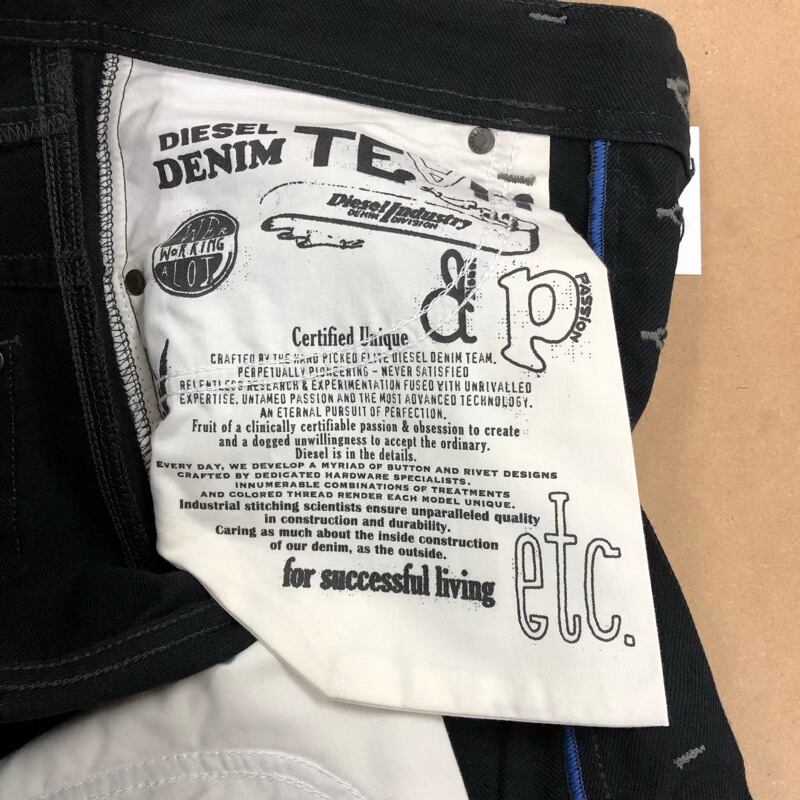 DIESEL
DENIM TEAM
Diesel Industry
DENIM DIVISION
WORKING
d
p
PASSION
Certified Unique
CRAFTED BY THE HAND PICKED ELITE DIESEL DENIM TEAM.
PERPETUALLY PIONEERING - NEVER SATISFIED
RELENTLESS RESEARCH & EXPERIMENTATION FUSED WITH UNRIVALLED
EXPERTISE, UNTAMED PASSION AND THE MOST ADVANCED TECHNOLOGY.
AN ETERNAL PURSUIT OF PERFECTION.
Fruit of a clinically certifiable passion & obsession to create
and a dogged unwillingness to accept the ordinary.
Diesel is in the details.
EVERY DAY, WE DEVELOP A MYRIAD OF BUTTON AND RIVET DESIGNS
CRAFTED BY DEDICATED HARDWARE SPECIALISTS.
INNUMERABLE COMBINATIONS OF TREATMENTS
AND COLORED THREAD RENDER EACH MODEL UNIQUE.
Industrial stitching scientists ensure unparalleled quality
in construction and durability.
Caring as much about the inside construction
of our denim, as the outside.
for successful living
etc.